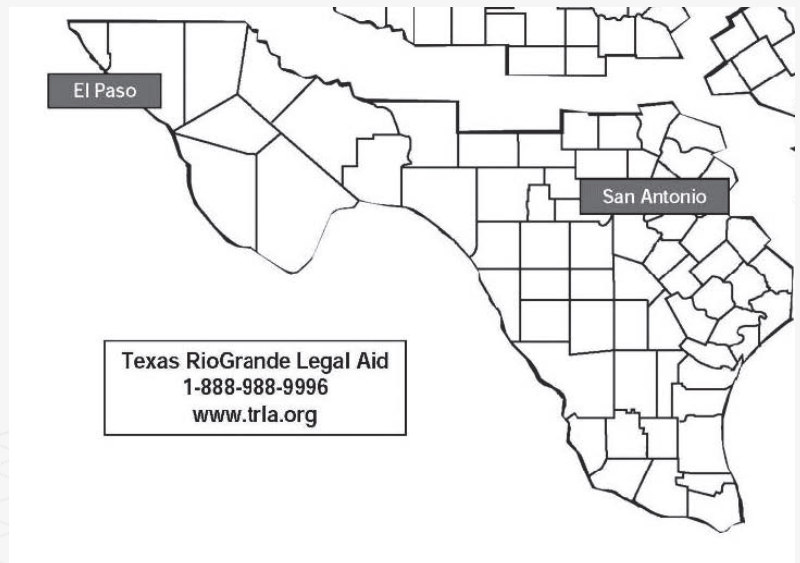 El Paso
San Antonio
Texas RioGrande Legal Aid
1-888-988-9996
www.trla.org